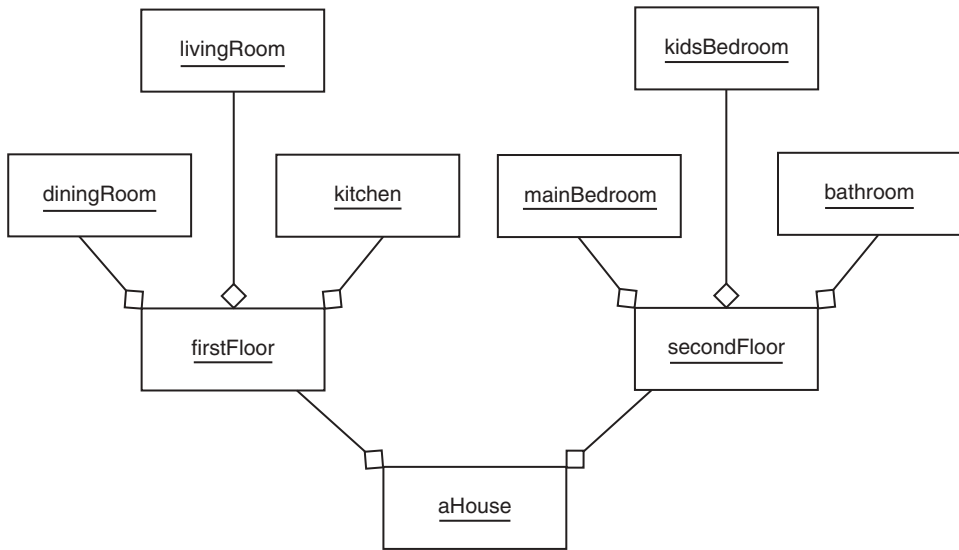 livingRoom
kidsBedroom
diningRoom
kitchen
mainBedroom
bathroom
firstFloor
secondFloor
aHouse